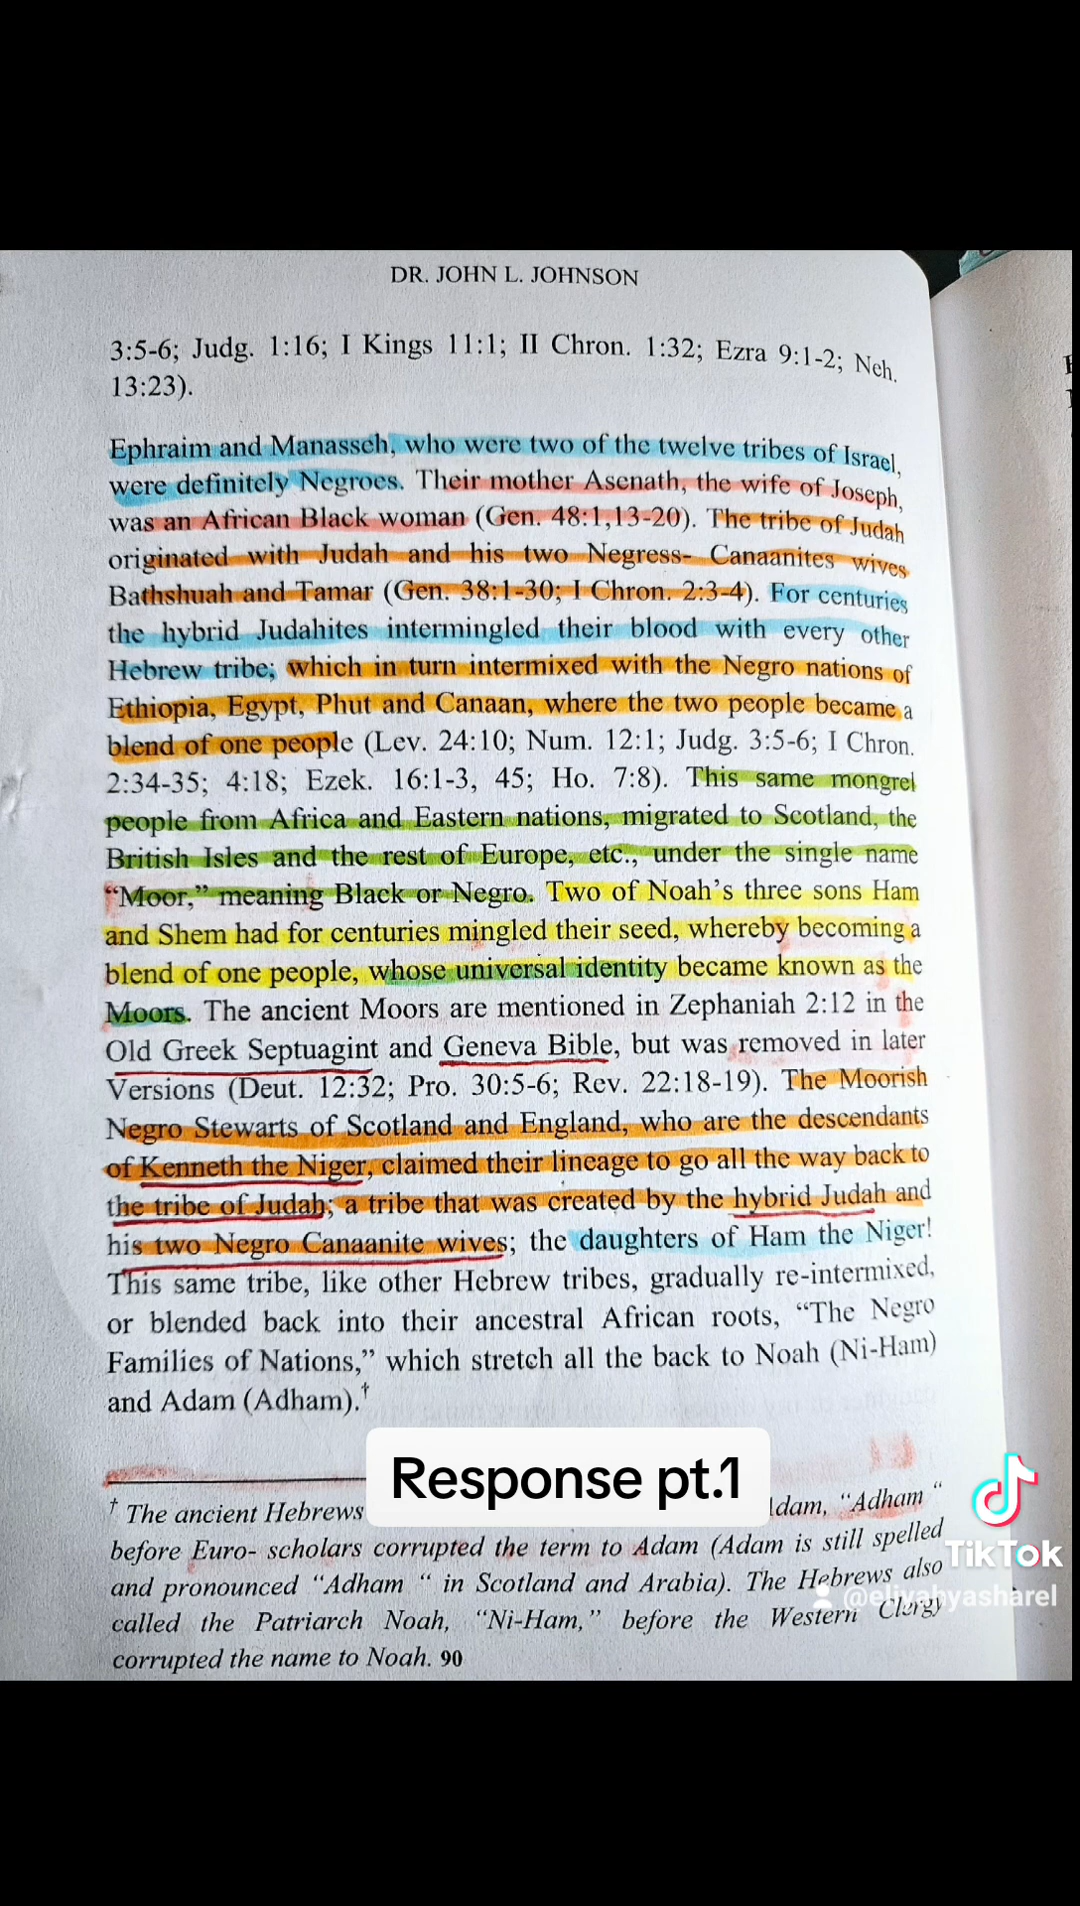 DR. JOHN L. JOHNSON
3:5-6; Judg. 1:16; I Kings 11:1; II Chron. 1:32; Ezra 9:1-2; Neh.
13:23).
Ephraim and Manasseh, who were two of the twelve tribes of Israel,
were definitely Negroes. Their mother Asenath, the wife of Joseph,
was an African Black woman (Gen. 48:1,13-20). The tribe of Judah
originated with Judah and his two Negress- Canaanites wives
Bathshuah and Tamar (Gen. 38:1-30; I Chron. 2:3-4). For centuries
the hybrid Judahites intermingled their blood with every other
Hebrew tribe; which in turn intermixed with the Negro nations of
Ethiopia, Egypt, Phut and Canaan, where the two people became a
blend of one people (Lev. 24:10; Num. 12:1; Judg. 3:5-6; I Chron.
2:34-35; 4:18; Ezek. 16:1-3, 45; Ho. 7:8). This same mongrel
people from Africa and Eastern nations, migrated to Scotland, the
British Isles and the rest of Europe, etc., under the single name
“Moor,” meaning Black or Negro. Two of Noah’s three sons Ham
and Shem had for centuries mingled their seed, whereby becoming a
blend of one people, whose universal identity became known as the
Moors. The ancient Moors are mentioned in Zephaniah 2:12 in the
Old Greek Septuagint and Geneva Bible, but was removed in later
Versions (Deut. 12:32; Pro. 30:5-6; Rev. 22:18-19). The Moorish
Negro Stewarts of Scotland and England, who are the descendants
of Kenneth the Niger, claimed their lineage to go all the way back to
the tribe of Judah; a tribe that was created by the hybrid Judah and
his two Negro Canaanite wives; the daughters of Ham the Niger!
This same tribe, like other Hebrew tribes, gradually re-intermixed,
or blended back into their ancestral African roots, “The Negro
Families of Nations,” which stretch all the back to Noah (Ni-Ham)
and Adam (Adham).†
Response pt.1
† The ancient Hebrews Adam, “Adham “
before Euro- scholars corrupted the term to Adam (Adam is still spelled
and pronounced “Adham “ in Scotland and Arabia). The Hebrews also
called the Patriarch Noah, “Ni-Ham,” before the Western Clergy
corrupted the name to Noah. 90
TikTok
@eliyahyasharel